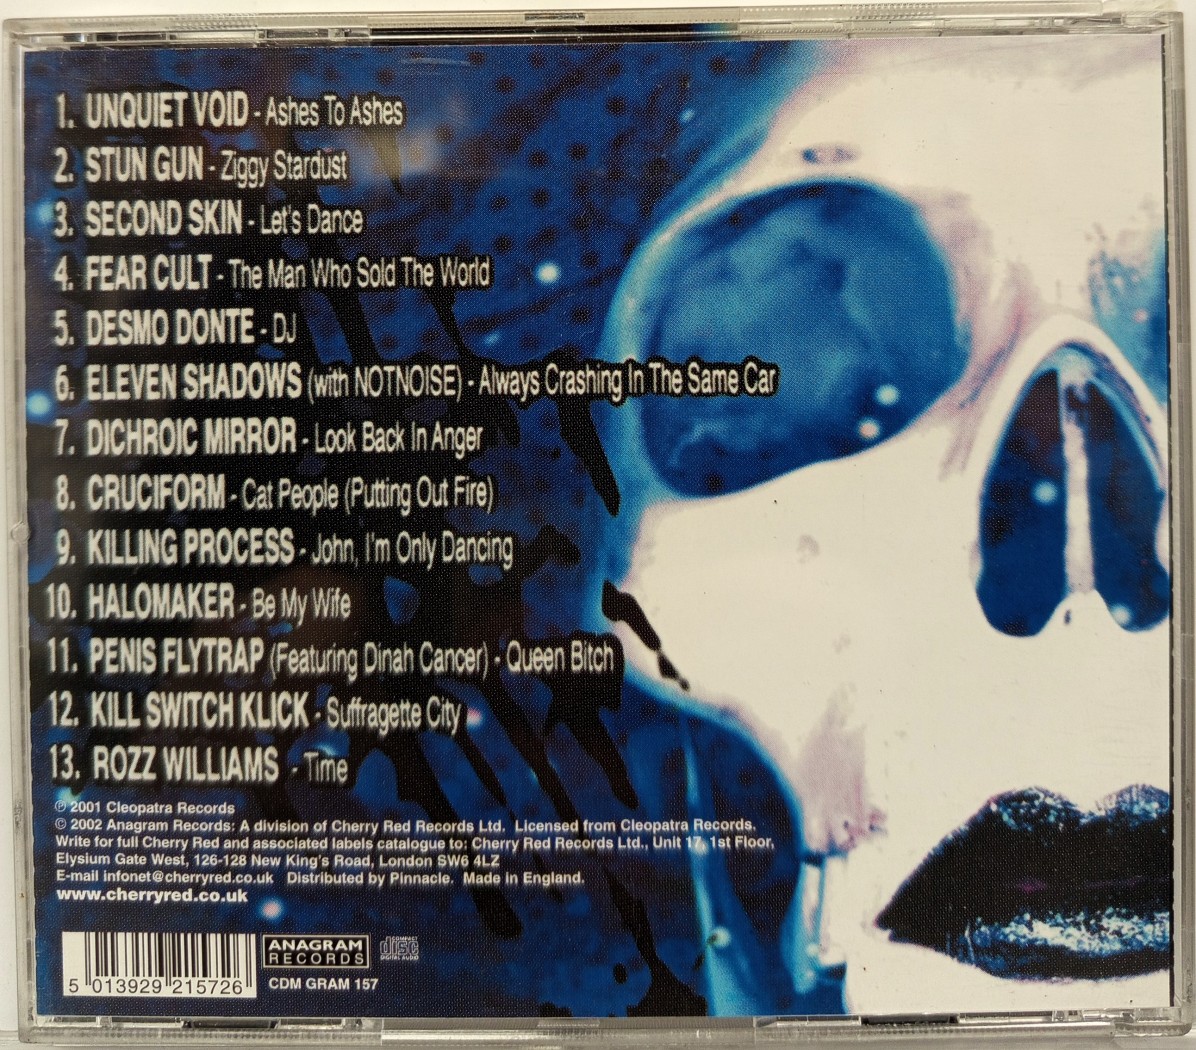 1. UNQUIET VOID - Ashes To Ashes
2. STUN GUN - Ziggy Stardust
3. SECOND SKIN - Let's Dance
4. FEAR CULT - The Man Who Sold The World
5. DESMO DONTE - DJ
6. ELEVEN SHADOWS (with NOTNOISE) - Always Crashing In The Same Car
7. DICHROIC MIRROR - Look Back In Anger
8. CRUCIFORM - Cat People (Putting Out Fire)
9. KILLING PROCESS - John, I'm Only Dancing
10. HALOMAKER - Be My Wife
11. PENIS FLYTRAP (Featuring Dinah Cancer) - Queen Bitch
12. KILL SWITCH KLICK - Suffragette City
13. ROZZ WILLIAMS - Time
℗ 2001 Cleopatra Records
© 2002 Anagram Records: A division of Cherry Red Records Ltd. Licensed from Cleopatra Records.
Write for full Cherry Red and associated labels catalogue to: Cherry Red Records Ltd., Unit 17, 1st Floor,
Elysium Gate West, 126-128 New King's Road, London SW6 4LZ
E-mail infonet@cherryred.co.uk Distributed by Pinnacle. Made in England.
www.cherryred.co.uk
ANAGRAM
RECORDS
COMPACT
disc
DIGITAL AUDIO
5 013929 215726
CDM GRAM 157